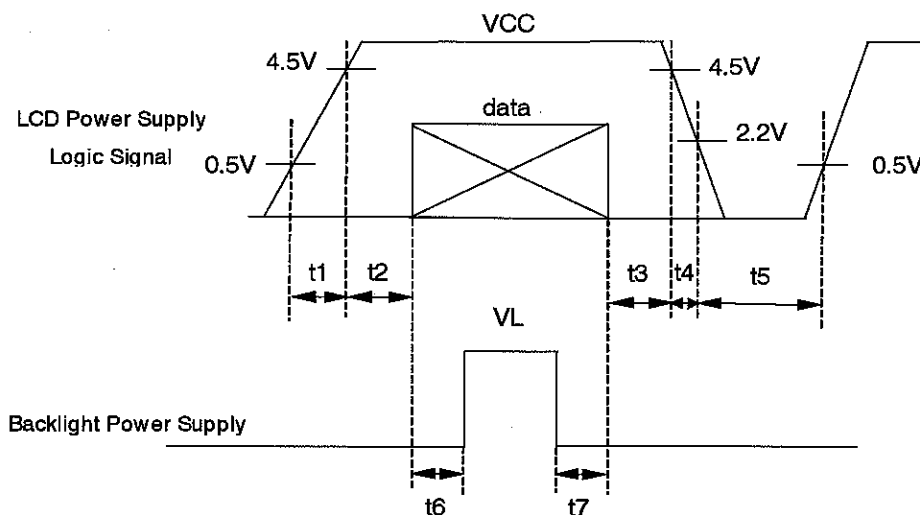 VCC
4.5V
4.5V
LCD Power Supply
data
2.2V
Logic Signal
0.5V
0.5V
t1
t2
t3
t4
t5
VL
Backlight Power Supply
t6
t7